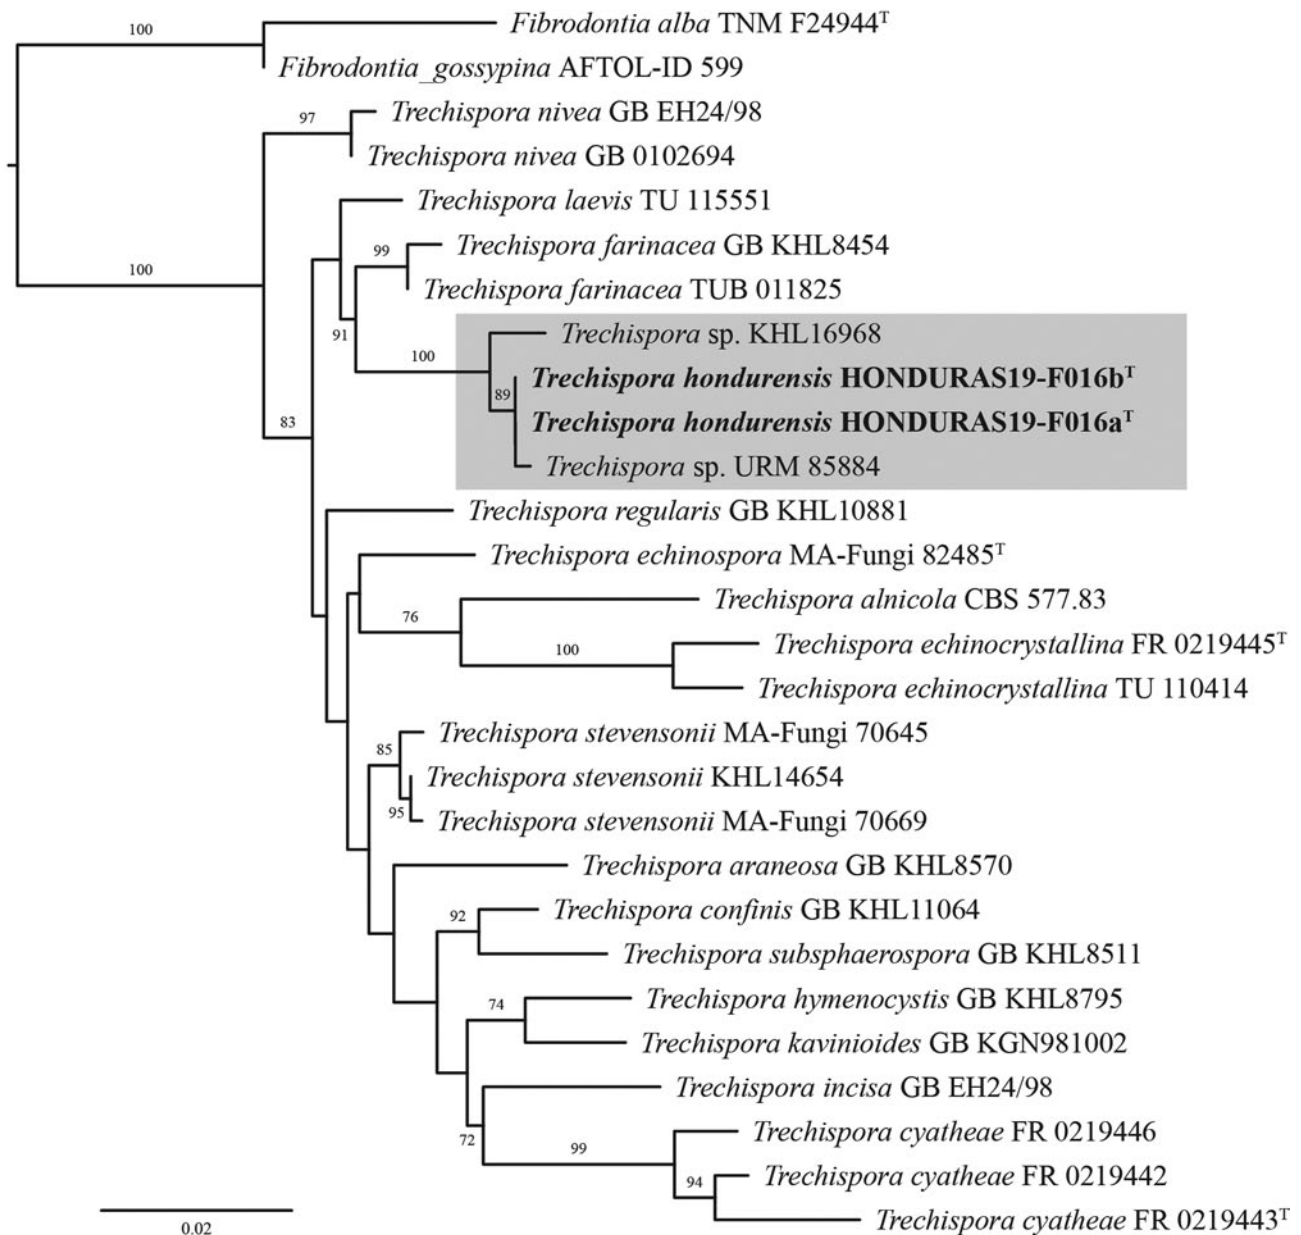 100
Fibrodontia alba TNM F24944ᵀ
Fibrodontia_gossypina AFTOL-ID 599
97
Trechispora nivea GB EH24/98
Trechispora nivea GB 0102694
Trechispora laevis TU 115551
99
Trechispora farinacea GB KHL8454
100
Trechispora farinacea TUB 011825
91
Trechispora sp. KHL16968
100
Trechispora hondurensis HONDURAS19-F016bᵀ
89
Trechispora hondurensis HONDURAS19-F016aᵀ
83
Trechispora sp. URM 85884
Trechispora regularis GB KHL10881
Trechispora echinospora MA-Fungi 82485ᵀ
76
Trechispora alnicola CBS 577.83
100
Trechispora echinocrystallina FR 0219445ᵀ
Trechispora echinocrystallina TU 110414
Trechispora stevensonii MA-Fungi 70645
85
Trechispora stevensonii KHL14654
95
Trechispora stevensonii MA-Fungi 70669
Trechispora araneosa GB KHL8570
92
Trechispora confinis GB KHL11064
Trechispora subsphaerospora GB KHL8511
74
Trechispora hymenocystis GB KHL8795
Trechispora kavinioides GB KGN981002
Trechispora incisa GB EH24/98
72
Trechispora cyatheae FR 0219446
99
Trechispora cyatheae FR 0219442
94
Trechispora cyatheae FR 0219443ᵀ
0.02